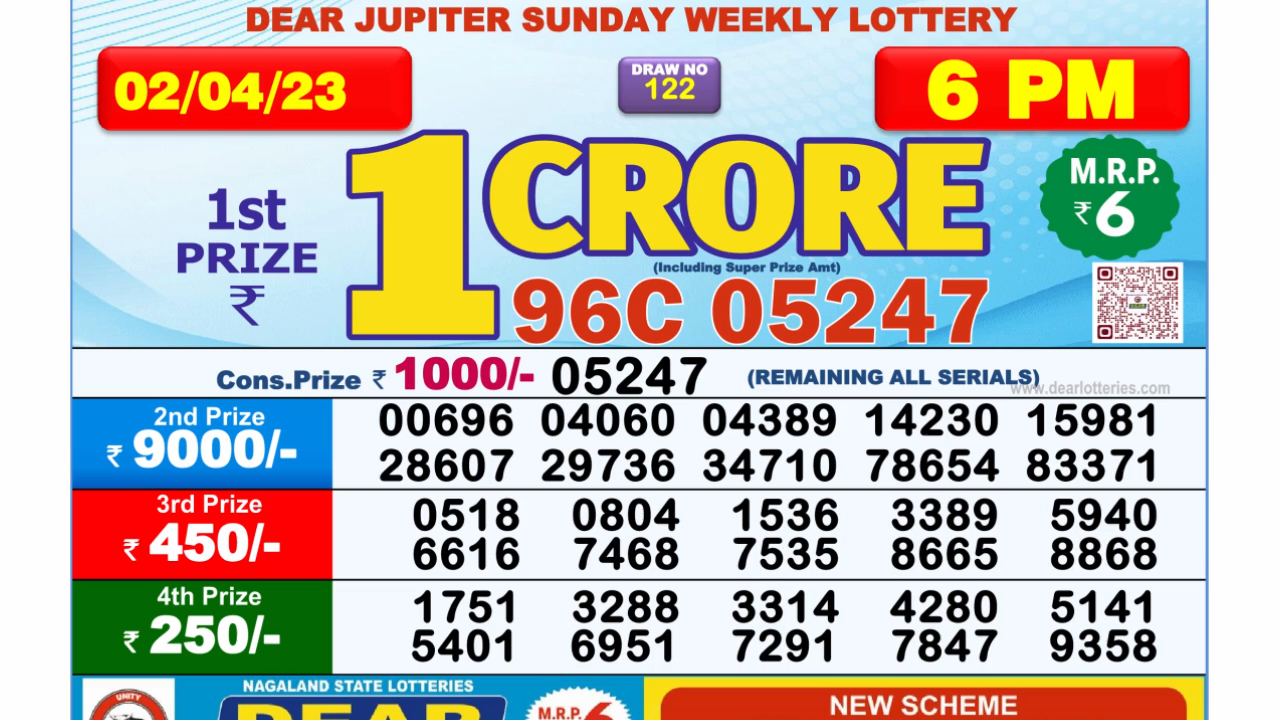 DEAR JUPITER SUNDAY WEEKLY LOTTERY
02/04/23
DRAW NO
122
6 PM
1st
PRIZE
₹
1 CRORE
(Including Super Prize Amt)
96C 05247
M.R.P.
₹ 6
Cons.Prize ₹ 1000/- 05247 (REMAINING ALL SERIALS)
www.dearlotteries.com
2nd Prize
₹ 9000/-
00696 04060 04389 14230 15981
28607 29736 34710 78654 83371
3rd Prize
₹ 450/-
0518 0804 1536 3389 5940
6616 7468 7535 8665 8868
4th Prize
₹ 250/-
1751 3288 3314 4280 5141
5401 6951 7291 7847 9358
UNITY
NAGALAND STATE LOTTERIES
DEAR
M.R.P.
6
NEW SCHEME